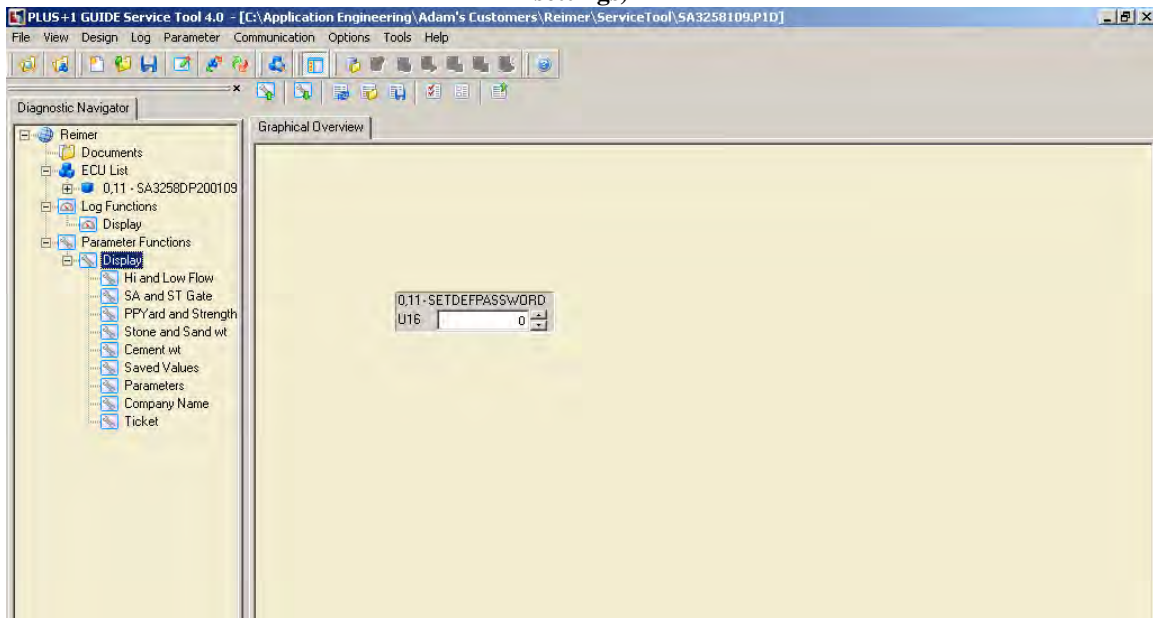 settings)
PLUS+1 GUIDE Service Tool 4.0 - [C:\Application Engineering\Adam's Customers\Reimer\ServiceTool\SA3258109.P1D]
File View Design Log Parameter Communication Options Tools Help
Diagnostic Navigator
Graphical Overview
Reimer
Documents
ECU List
0,11 - SA3258DP200109
Log Functions
Display
Parameter Functions
Display
Hi and Low Flow
SA and ST Gate
PPYard and Strength
Stone and Sand wt
Cement wt
Saved Values
Parameters
Company Name
Ticket
0,11-SETDEFPASSWORD
U16 0